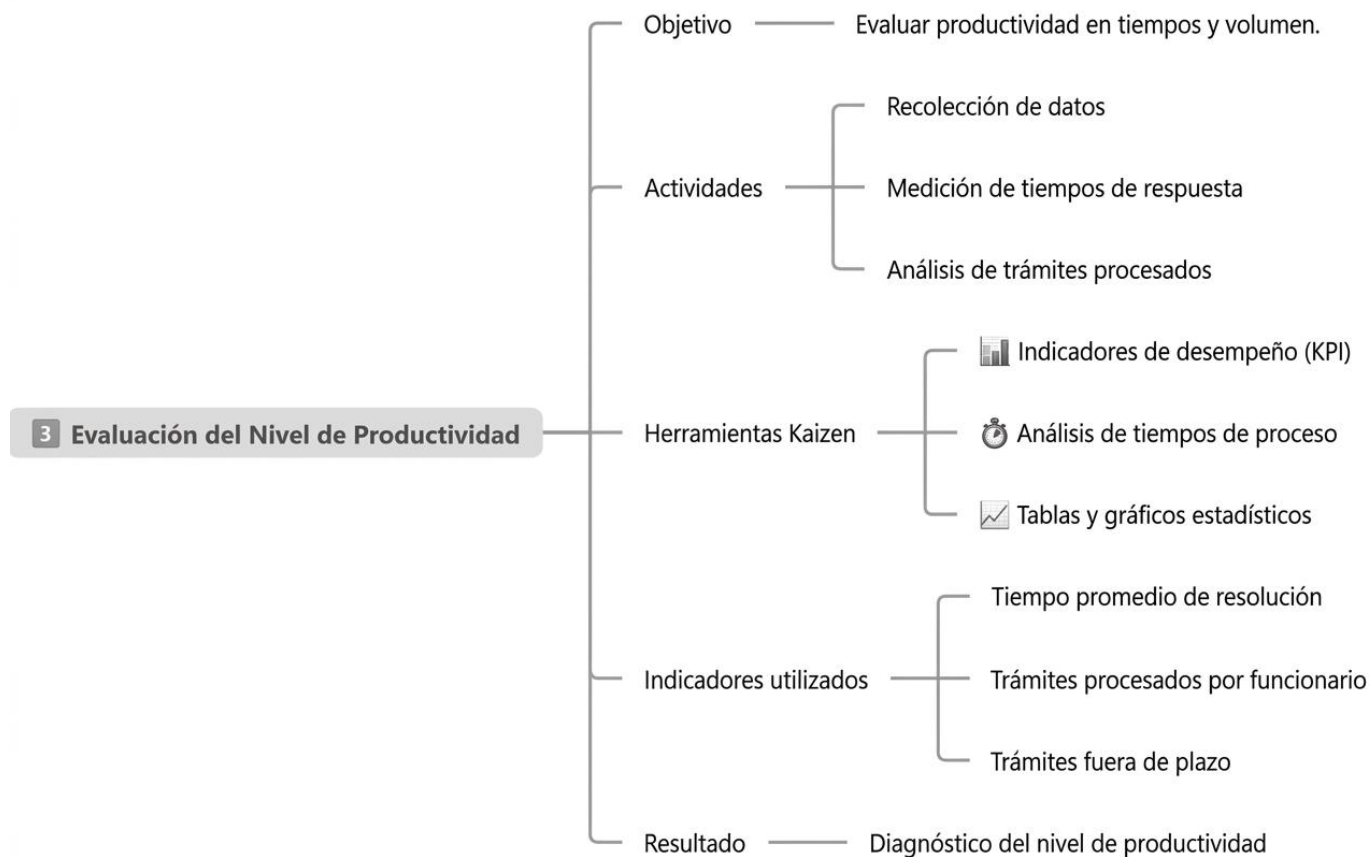 Objetivo
Evaluar productividad en tiempos y volumen.
Actividades
Recolección de datos
Medición de tiempos de respuesta
Análisis de trámites procesados
3 Evaluación del Nivel de Productividad
Herramientas Kaizen
Indicadores de desempeño (KPI)
Análisis de tiempos de proceso
Tablas y gráficos estadísticos
Indicadores utilizados
Tiempo promedio de resolución
Trámites procesados por funcionario
Trámites fuera de plazo
Resultado
Diagnóstico del nivel de productividad